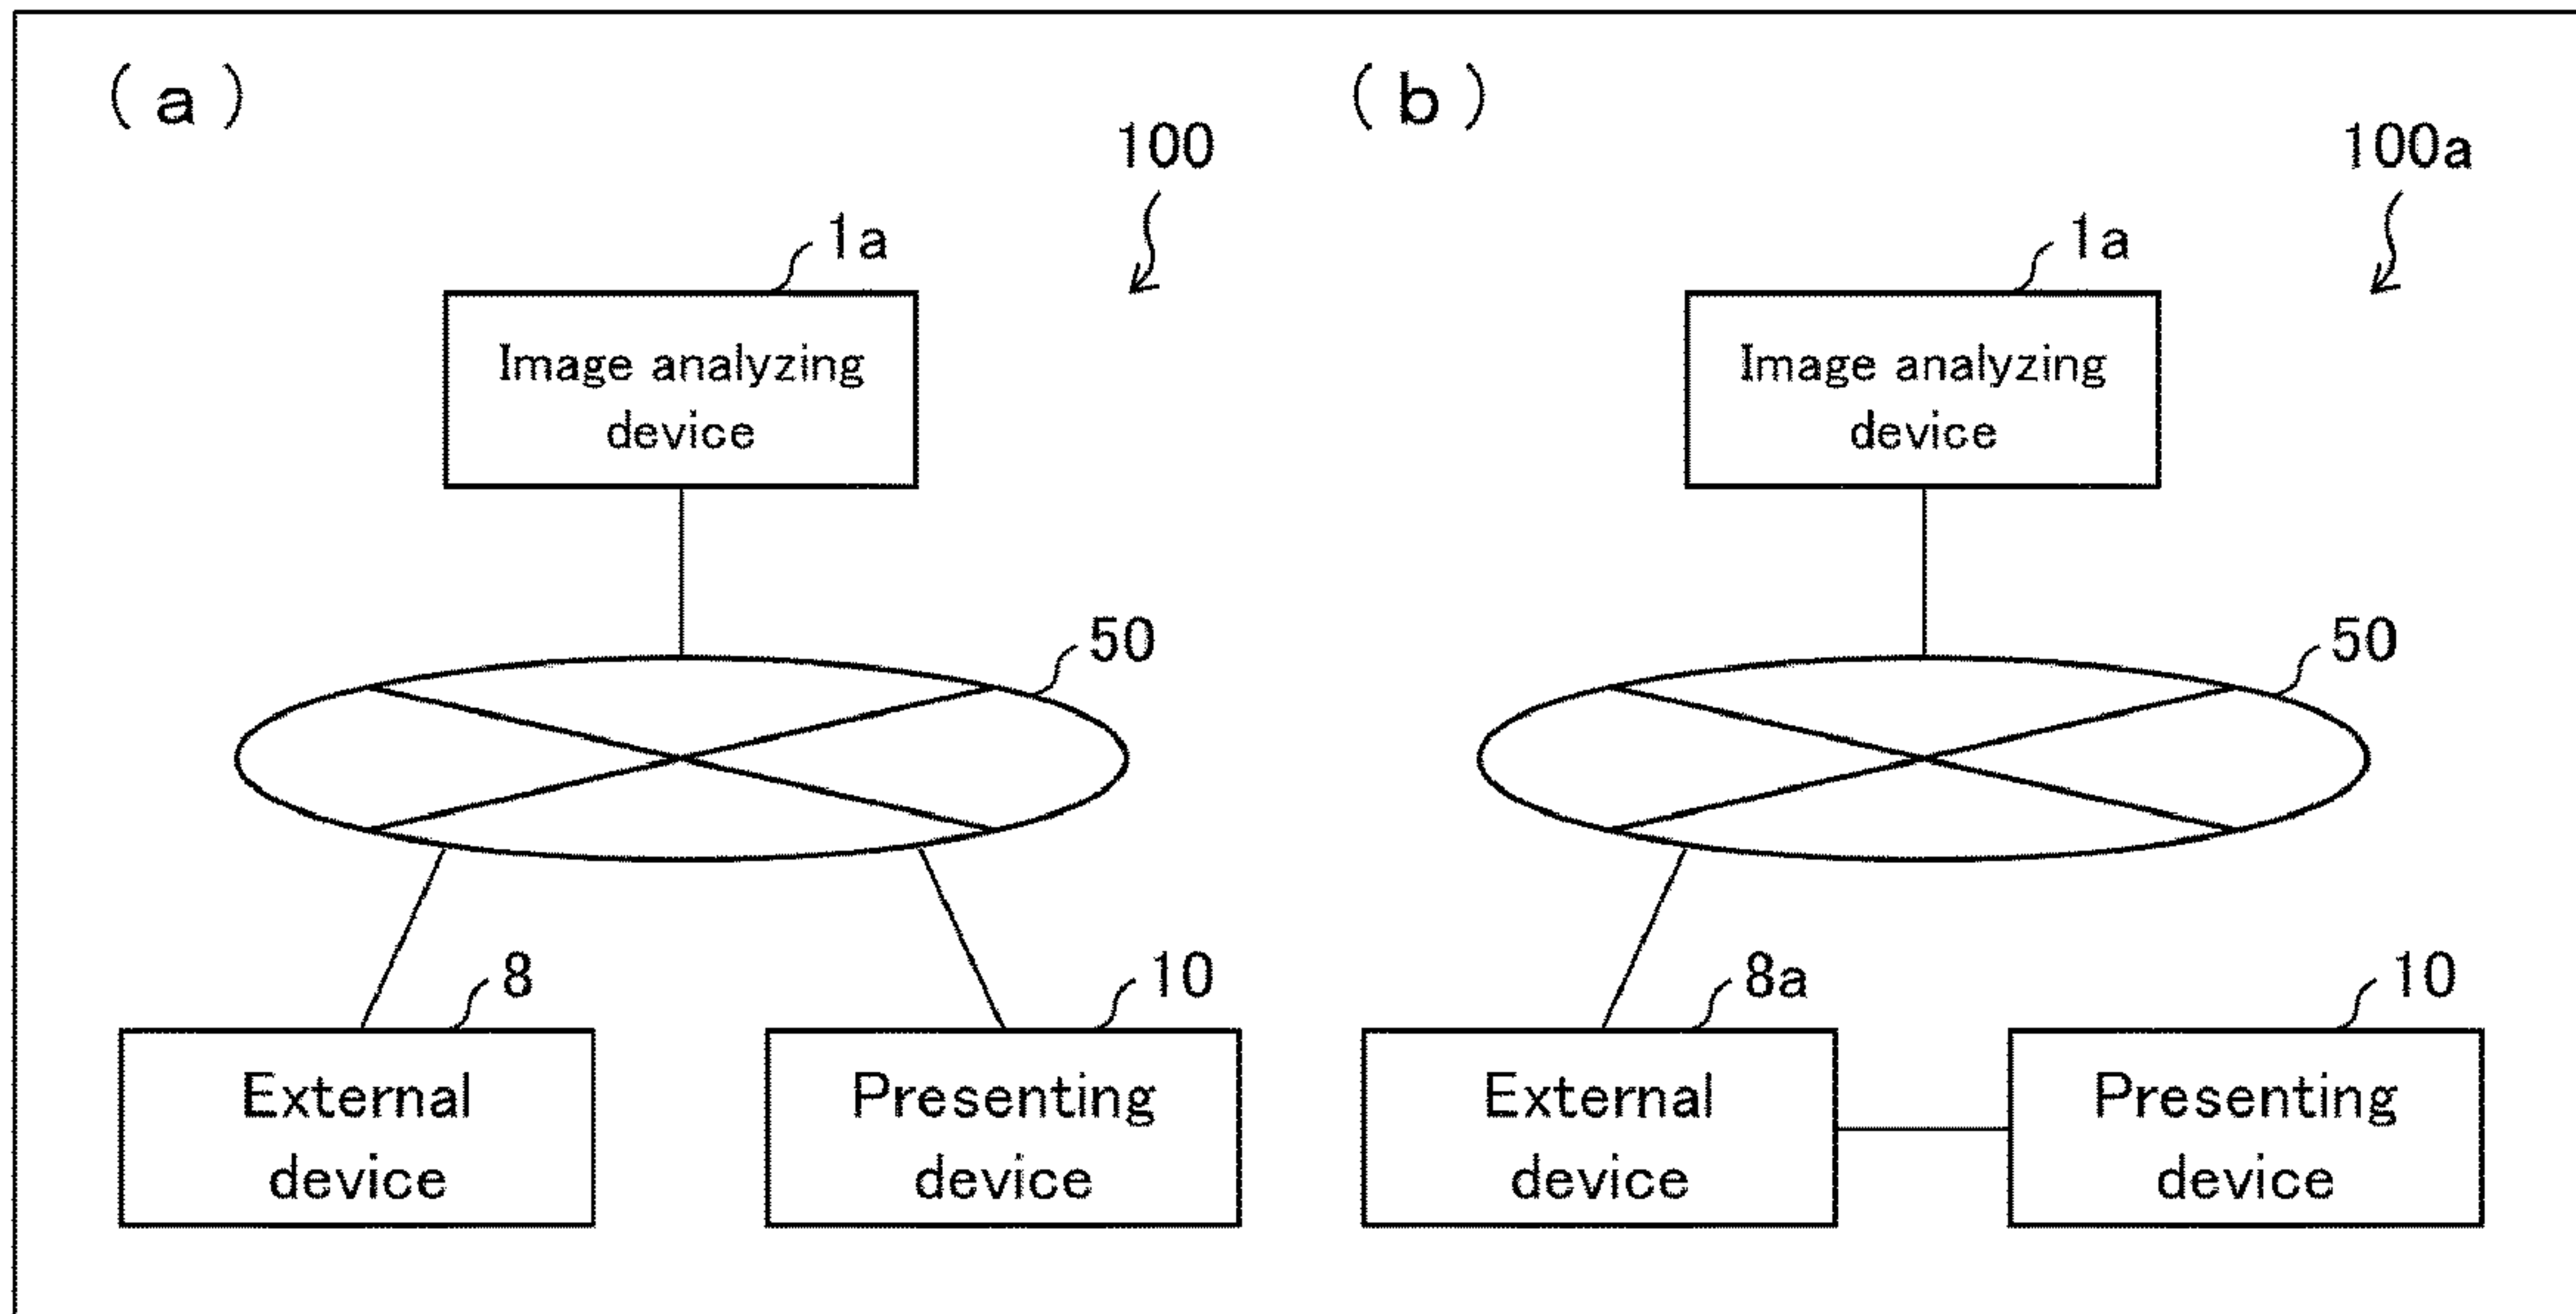 (a)
100
1a
Image analyzing
device
50
8
10
External
device
Presenting
device
(b)
100a
1a
Image analyzing
device
50
8a
10
External
device
Presenting
device